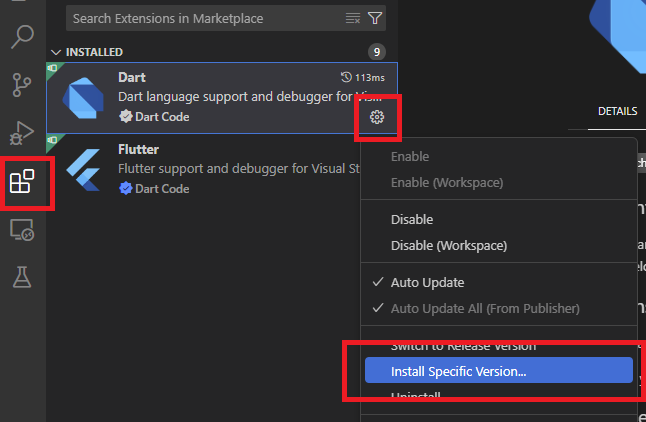 Search Extensions in Marketplace
INSTALLED
9
Dart
113ms
Dart language support and debugger for Vis...
Dart Code
Flutter
Flutter support and debugger for Visual St
Dart Code
DETAILS
Enable
Enable (Workspace)
Disable
Disable (Workspace)
Auto Update
Auto Update All (From Publisher)
Switch to Release Version
Install Specific Version...
Uninstall